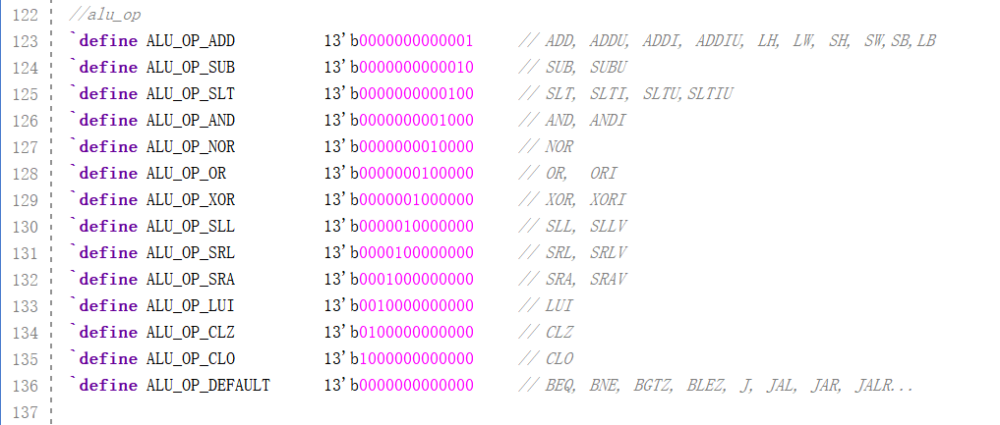 122 //alu_op
123 `define ALU_OP_ADD 13'b0000000000001 // ADD, ADDU, ADDI, ADDIU, LH, LW, SH, SW,SB,LB
124 `define ALU_OP_SUB 13'b0000000000010 // SUB, SUBU
125 `define ALU_OP_SLT 13'b0000000000100 // SLT, SLTI, SLTU,SLTIU
126 `define ALU_OP_AND 13'b0000000001000 // AND, ANDI
127 `define ALU_OP_NOR 13'b0000000010000 // NOR
128 `define ALU_OP_OR 13'b0000000100000 // OR, ORI
129 `define ALU_OP_XOR 13'b0000001000000 // XOR, XORI
130 `define ALU_OP_SLL 13'b0000010000000 // SLL, SLLV
131 `define ALU_OP_SRL 13'b0000100000000 // SRL, SRLV
132 `define ALU_OP_SRA 13'b0001000000000 // SRA, SRAV
133 `define ALU_OP_LUI 13'b0010000000000 // LUI
134 `define ALU_OP_CLZ 13'b0100000000000 // CLZ
135 `define ALU_OP_CLO 13'b1000000000000 // CLO
136 `define ALU_OP_DEFAULT 13'b0000000000000 // BEQ, BNE, BGTZ, BLEZ, J, JAL, JAR, JALR...
137